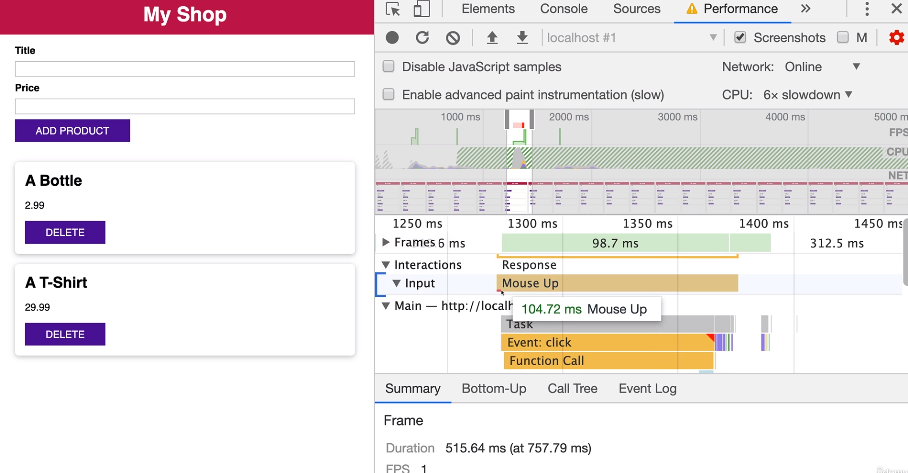 My Shop
Title
Price
ADD PRODUCT
A Bottle
2.99
DELETE
A T-Shirt
29.99
DELETE
Elements Console Sources Performance »
localhost #1 Screenshots M
Disable JavaScript samples Network: Online
Enable advanced paint instrumentation (slow) CPU: 6× slowdown
1000 ms 2000 ms 3000 ms 4000 ms 5000 m
FPS
CPU
NET
1250 ms 1300 ms 1350 ms 1400 ms 1450 m
Frames 6 ms 98.7 ms 312.5 ms
Interactions Response
Input Mouse Up
Main — http://localh
104.72 ms Mouse Up
Task
Event: click
Function Call
Summary Bottom-Up Call Tree Event Log
Frame
Duration 515.64 ms (at 757.79 ms)
FPS 1